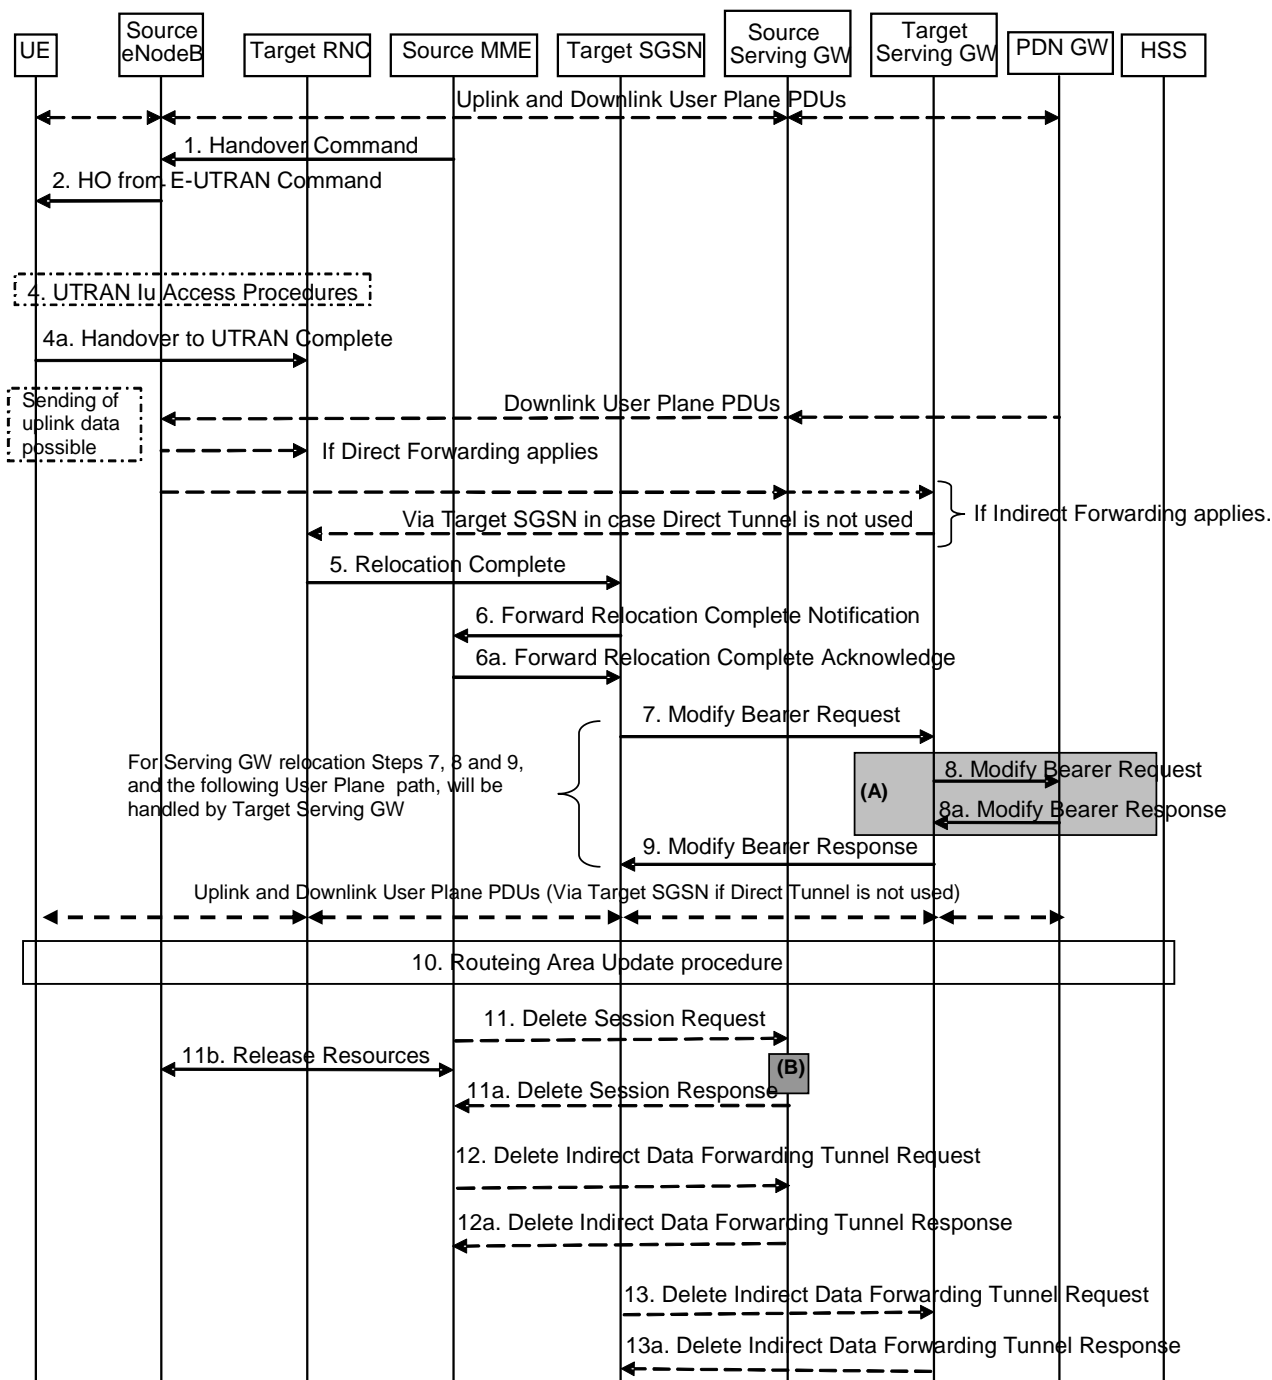 UE
Source
eNodeB
Target RNC
Source MME
Target SGSN
Source
Serving GW
Target
Serving GW
PDN GW
HSS
Uplink and Downlink User Plane PDUs
1. Handover Command
2. HO from E-UTRAN Command
4. UTRAN Iu Access Procedures
4a. Handover to UTRAN Complete
Sending of
uplink data
possible
Downlink User Plane PDUs
If Direct Forwarding applies
Via Target SGSN in case Direct Tunnel is not used
If Indirect Forwarding applies.
5. Relocation Complete
6. Forward Relocation Complete Notification
6a. Forward Relocation Complete Acknowledge
7. Modify Bearer Request
For Serving GW relocation Steps 7, 8 and 9,
and the following User Plane path, will be
handled by Target Serving GW
(A)
8. Modify Bearer Request
8a. Modify Bearer Response
9. Modify Bearer Response
Uplink and Downlink User Plane PDUs (Via Target SGSN if Direct Tunnel is not used)
10. Routeing Area Update procedure
11. Delete Session Request
11b. Release Resources
(B)
11a. Delete Session Response
12. Delete Indirect Data Forwarding Tunnel Request
12a. Delete Indirect Data Forwarding Tunnel Response
13. Delete Indirect Data Forwarding Tunnel Request
13a. Delete Indirect Data Forwarding Tunnel Response